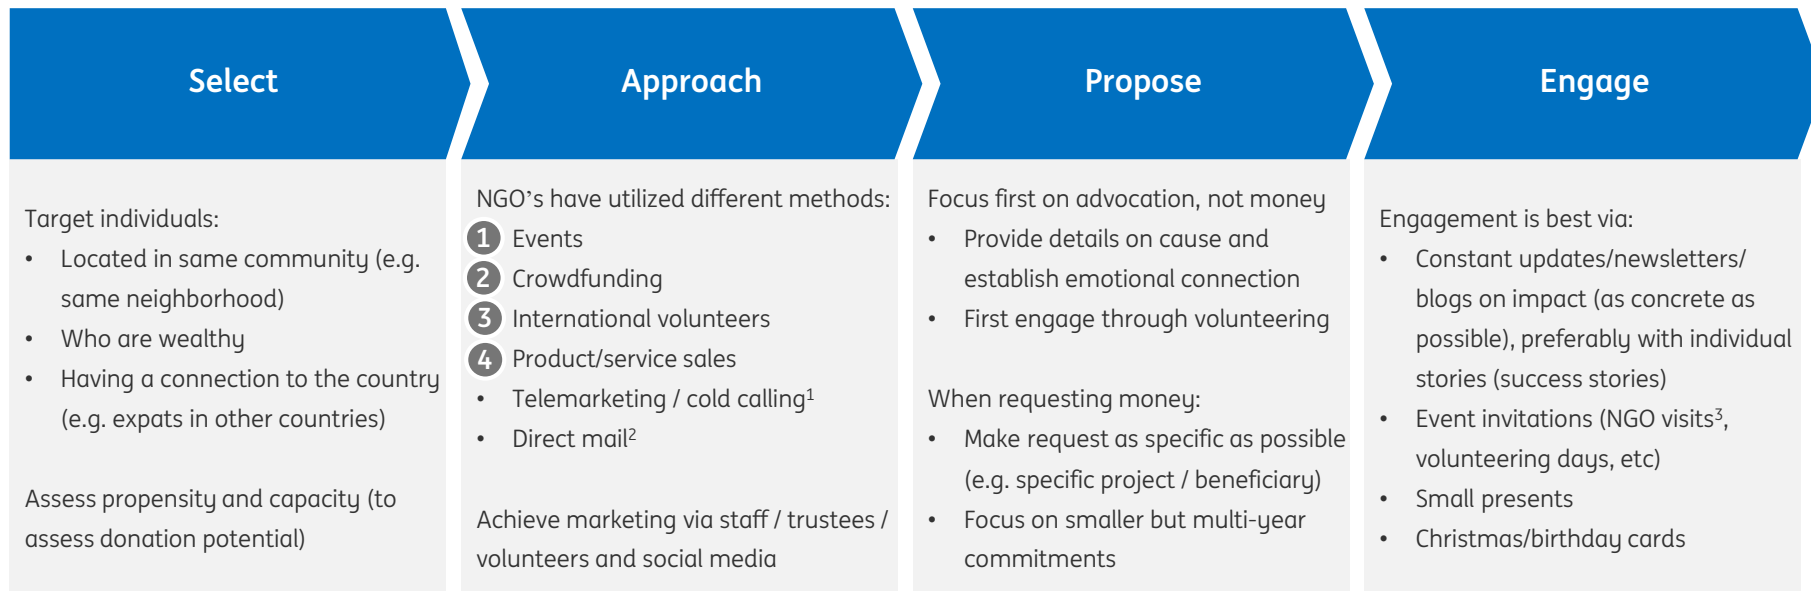 Select
Target individuals:
• Located in same community (e.g.
same neighborhood)
• Who are wealthy
• Having a connection to the country
(e.g. expats in other countries)
Assess propensity and capacity (to
assess donation potential)
Approach
NGO’s have utilized different methods:
1 Events
2 Crowdfunding
3 International volunteers
4 Product/service sales
• Telemarketing / cold calling¹
• Direct mail²
Achieve marketing via staff / trustees /
volunteers and social media
Propose
Focus first on advocation, not money
• Provide details on cause and
establish emotional connection
• First engage through volunteering
When requesting money:
• Make request as specific as possible
(e.g. specific project / beneficiary)
• Focus on smaller but multi-year
commitments
Engage
Engagement is best via:
• Constant updates/newsletters/
blogs on impact (as concrete as
possible), preferably with individual
stories (success stories)
• Event invitations (NGO visits³,
volunteering days, etc)
• Small presents
• Christmas/birthday cards